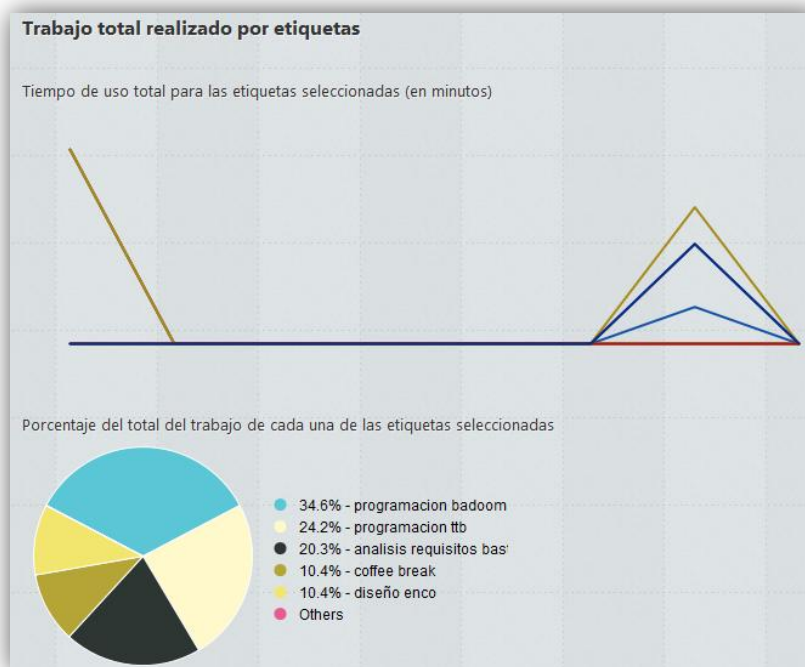 Trabajo total realizado por etiquetas
Tiempo de uso total para las etiquetas seleccionadas (en minutos)
Porcentaje del total del trabajo de cada una de las etiquetas seleccionadas
34.6% - programacion badoom
24.2% - programacion ttb
20.3% - analisis requisitos bas
10.4% - coffee break
10.4% - diseño enco
Others